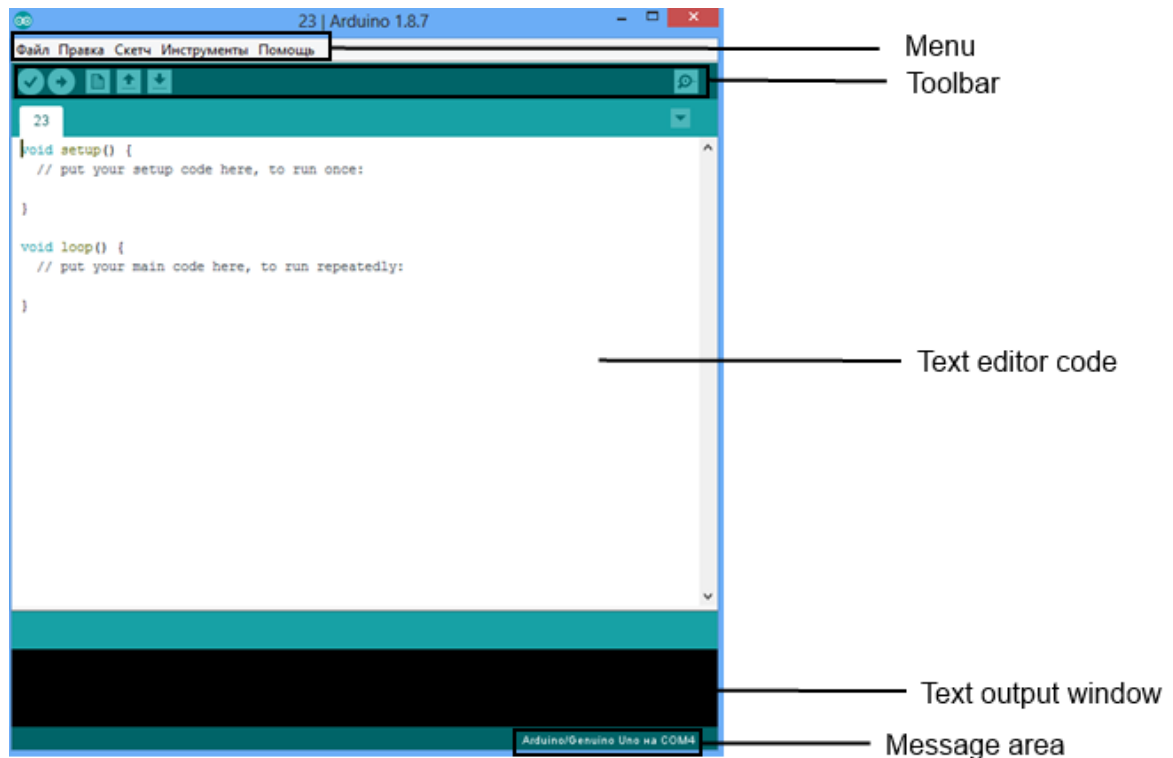 23 | Arduino 1.8.7
Файл Правка Скетч Инструменты Помощь
Menu
Toolbar
23
void setup() {
// put your setup code here, to run once:
}
void loop() {
// put your main code here, to run repeatedly:
}
Text editor code
Text output window
Arduino/Genuino Uno на COM4
Message area